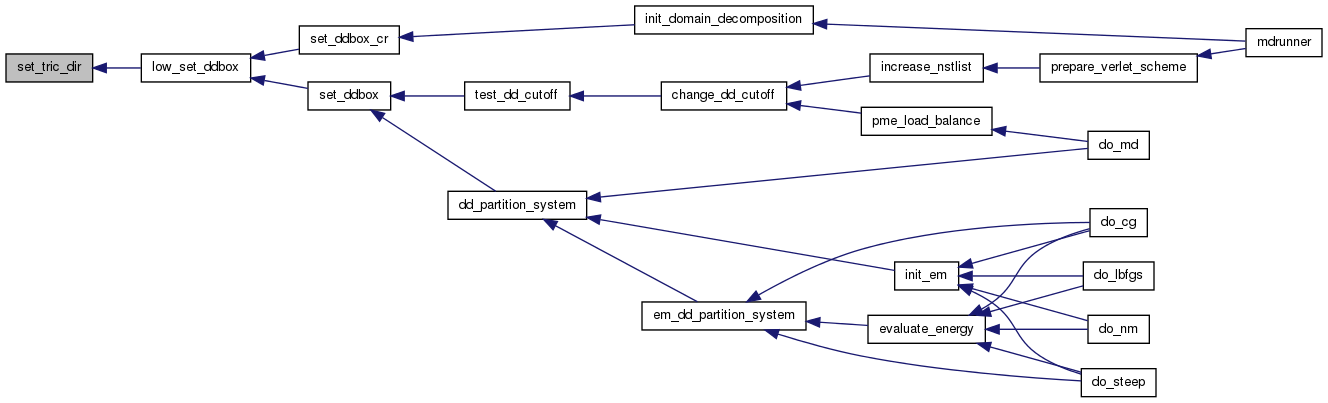 set_tric_dir
low_set_ddbox
set_ddbox_cr
init_domain_decomposition
mdrunner
set_ddbox
test_dd_cutoff
change_dd_cutoff
increase_nstlist
prepare_verlet_scheme
pme_load_balance
do_md
dd_partition_system
do_cg
init_em
do_lbfgs
em_dd_partition_system
evaluate_energy
do_nm
do_steep